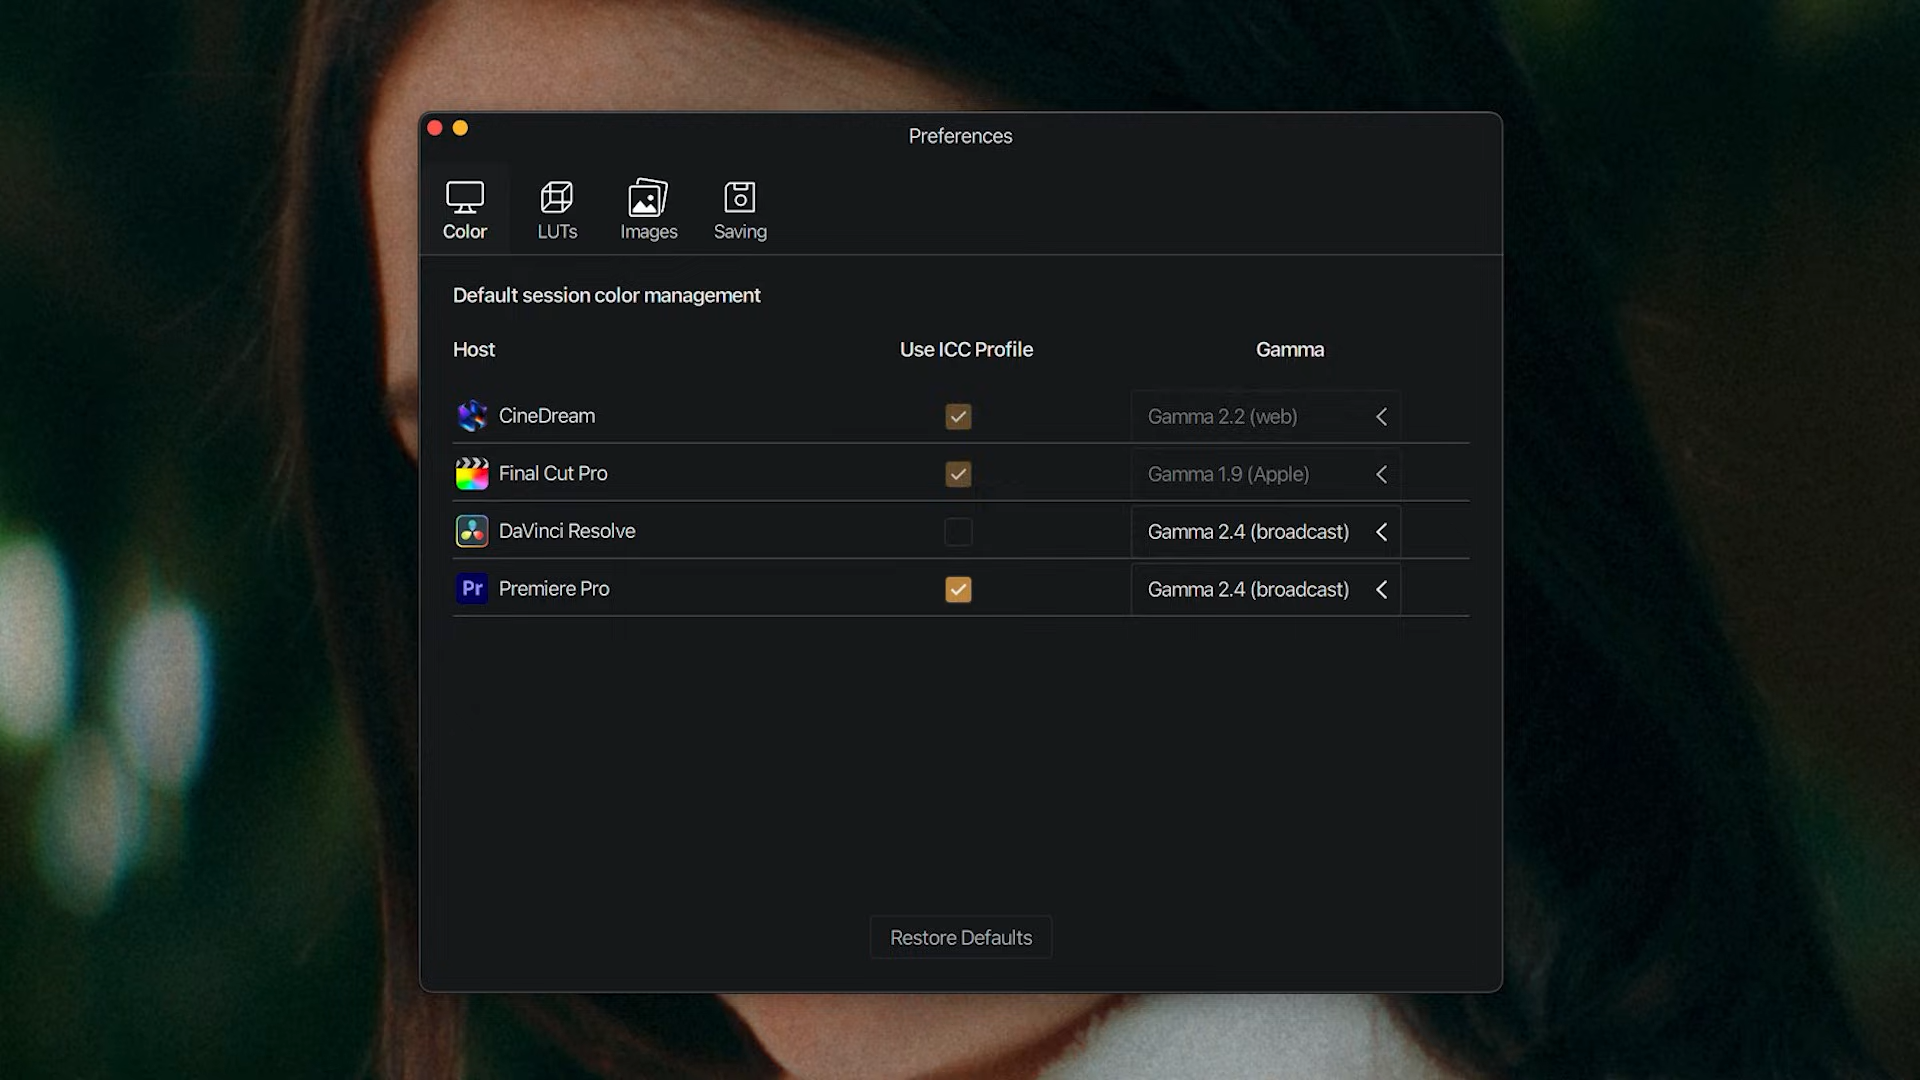 Preferences
Color LUTs Images Saving
Default session color management
Host Use ICC Profile Gamma
CineDream Gamma 2.2 (web)
Final Cut Pro Gamma 1.9 (Apple)
DaVinci Resolve Gamma 2.4 (broadcast)
Pr Premiere Pro Gamma 2.4 (broadcast)
Restore Defaults